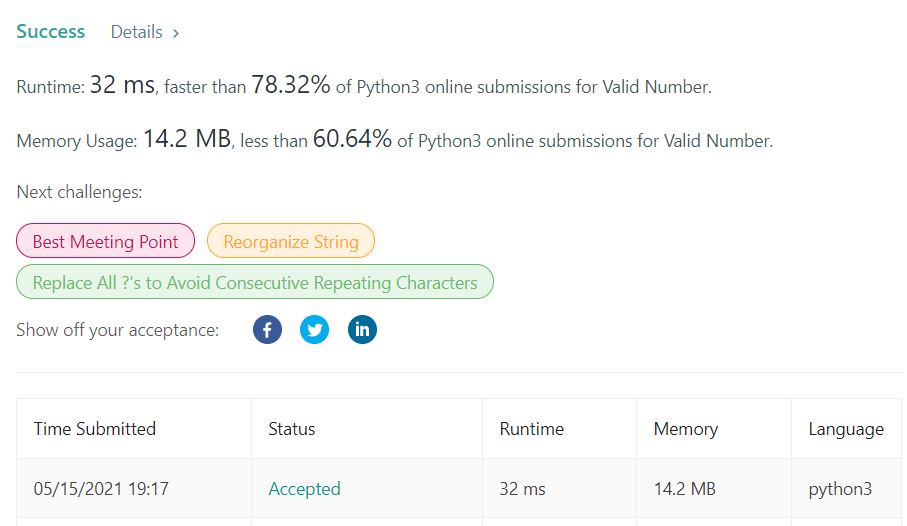 Success Details >
Runtime: 32 ms, faster than 78.32% of Python3 online submissions for Valid Number.
Memory Usage: 14.2 MB, less than 60.64% of Python3 online submissions for Valid Number.
Next challenges:
Best Meeting Point Reorganize String
Replace All ?'s to Avoid Consecutive Repeating Characters
Show off your acceptance: f in
Time Submitted Status Runtime Memory Language
05/15/2021 19:17 Accepted 32 ms 14.2 MB python3